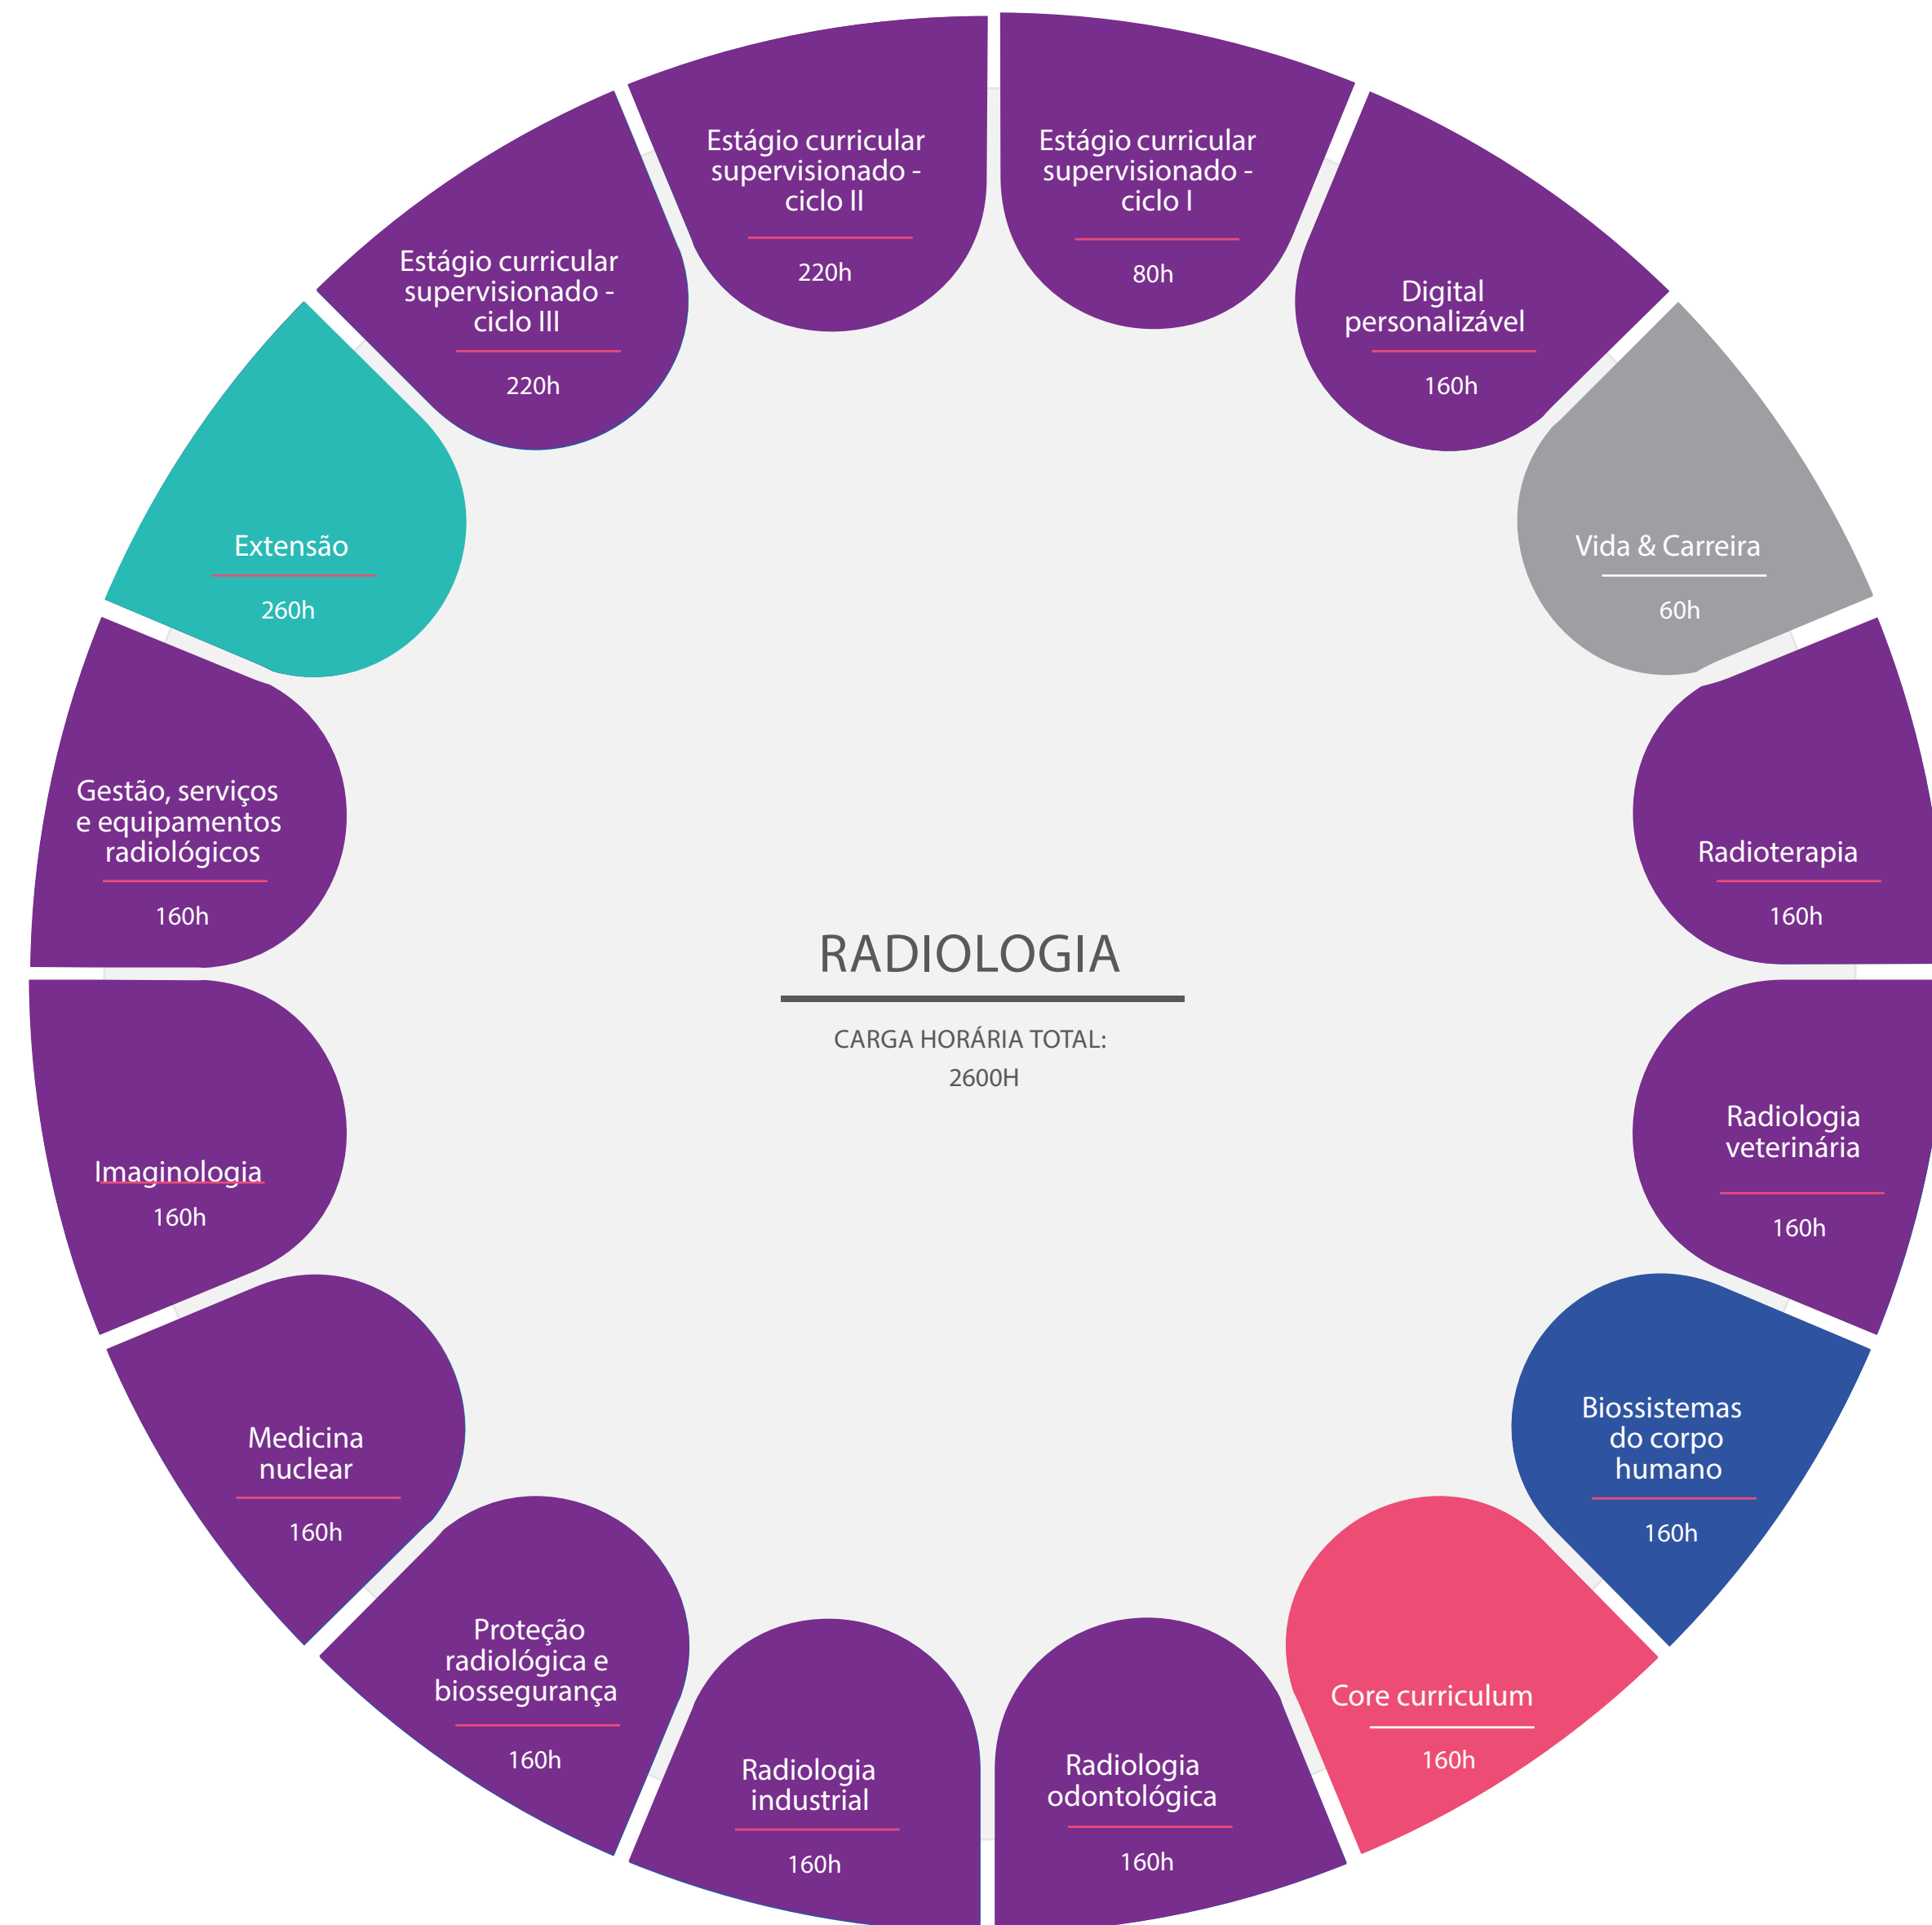 Estágio curricular
supervisionado -
ciclo II
220h
Estágio curricular
supervisionado -
ciclo I
80h
Digital
personalizável
160h
Vida & Carreira
60h
Radioterapia
160h
Radiologia
veterinária
160h
Biossistemas
do corpo
humano
160h
Core curriculum
160h
Radiologia
odontológica
160h
Radiologia
industrial
160h
Proteção
radiológica e
biossegurança
160h
Medicina
nuclear
160h
Imaginologia
160h
Gestão, serviços
e equipamentos
radiológicos
160h
Extensão
260h
Estágio curricular
supervisionado -
ciclo III
220h
RADIOLOGIA
CARGA HORÁRIA TOTAL:
2600H